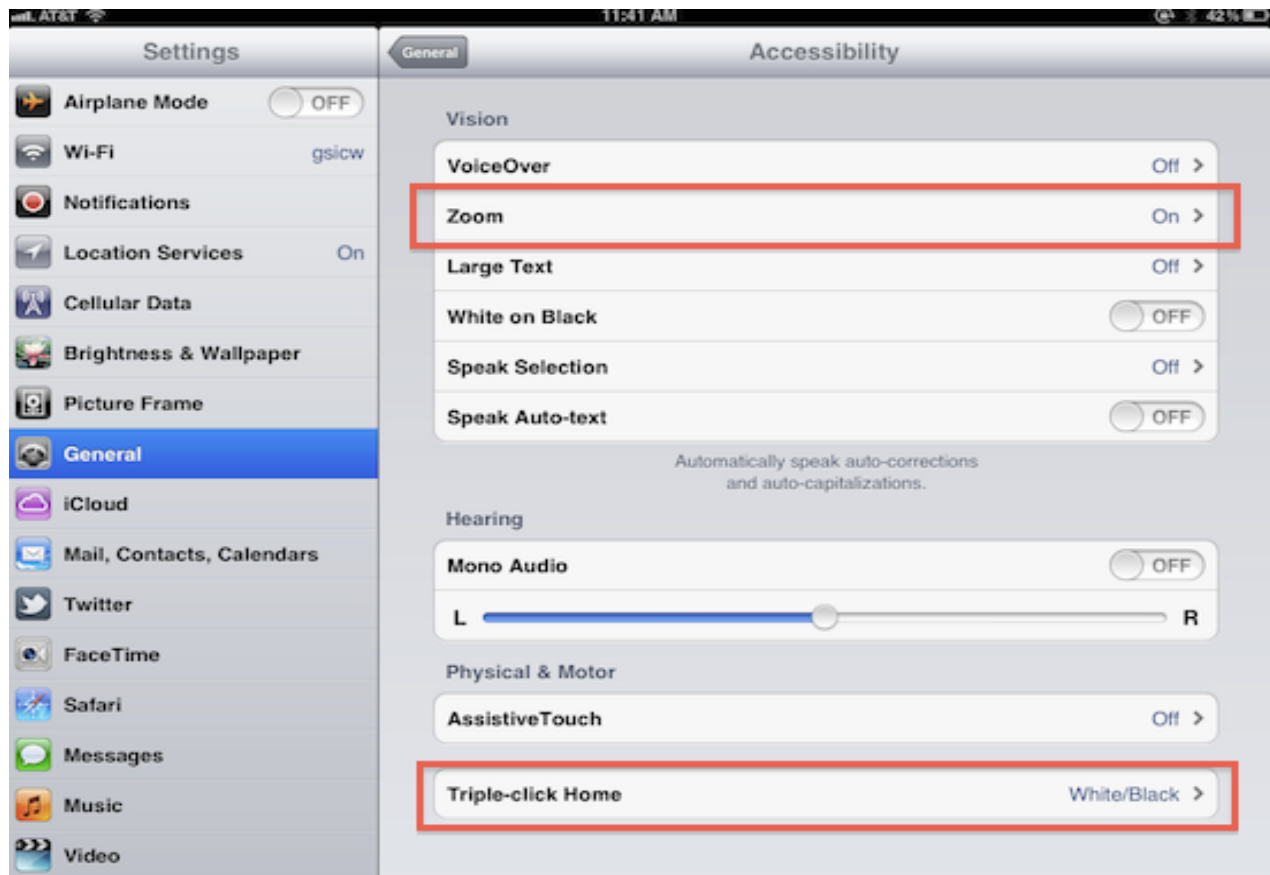 AT&T 11:41 AM 42%
Settings
General Accessibility
Airplane Mode OFF
Wi-Fi gsicw
Notifications
Location Services On
Cellular Data
Brightness & Wallpaper
Picture Frame
General
iCloud
Mail, Contacts, Calendars
Twitter
FaceTime
Safari
Messages
Music
Video
Vision
VoiceOver Off
Zoom On
Large Text Off
White on Black OFF
Speak Selection Off
Speak Auto-text OFF
Automatically speak auto-corrections
and auto-capitalizations.
Hearing
Mono Audio OFF
L R
Physical & Motor
AssistiveTouch Off
Triple-click Home White/Black